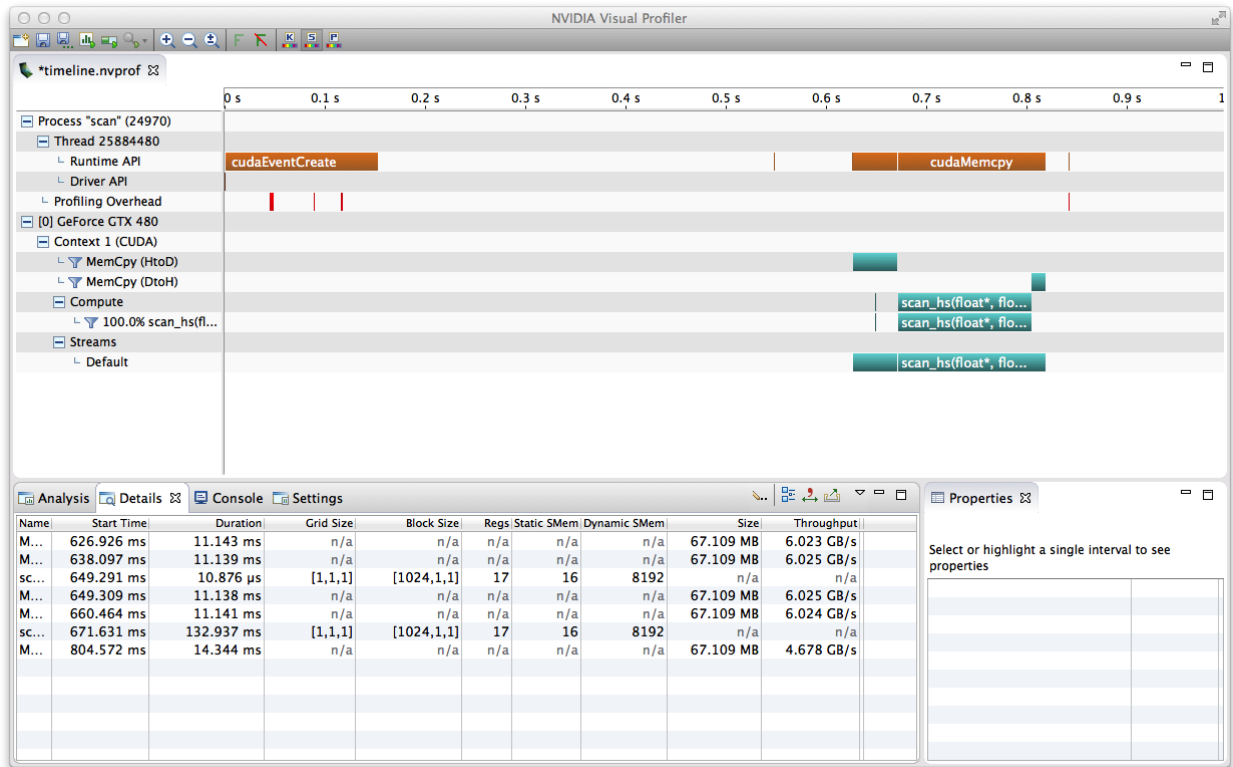 NVIDIA Visual Profiler
K S P
*timeline.nvprof
0 s 0.1 s 0.2 s 0.3 s 0.4 s 0.5 s 0.6 s 0.7 s 0.8 s 0.9 s 1
Process "scan" (24970)
Thread 25884480
Runtime API cudaEventCreate cudaMemcpy
Driver API
Profiling Overhead
[0] GeForce GTX 480
Context 1 (CUDA)
MemCpy (HtoD)
MemCpy (DtoH)
Compute scan_hs(float*, flo...
100.0% scan_hs(fl... scan_hs(float*, flo...
Streams
Default scan_hs(float*, flo...
Analysis Details Console Settings
Name Start Time Duration Grid Size Block Size Regs Static SMem Dynamic SMem Size Throughput
M... 626.926 ms 11.143 ms n/a n/a n/a n/a n/a 67.109 MB 6.023 GB/s
M... 638.097 ms 11.139 ms n/a n/a n/a n/a n/a 67.109 MB 6.025 GB/s
sc... 649.291 ms 10.876 µs [1,1,1] [1024,1,1] 17 16 8192 n/a n/a
M... 649.309 ms 11.138 ms n/a n/a n/a n/a n/a 67.109 MB 6.025 GB/s
M... 660.464 ms 11.141 ms n/a n/a n/a n/a n/a 67.109 MB 6.024 GB/s
sc... 671.631 ms 132.937 ms [1,1,1] [1024,1,1] 17 16 8192 n/a n/a
M... 804.572 ms 14.344 ms n/a n/a n/a n/a n/a 67.109 MB 4.678 GB/s
Properties
Select or highlight a single interval to see
properties